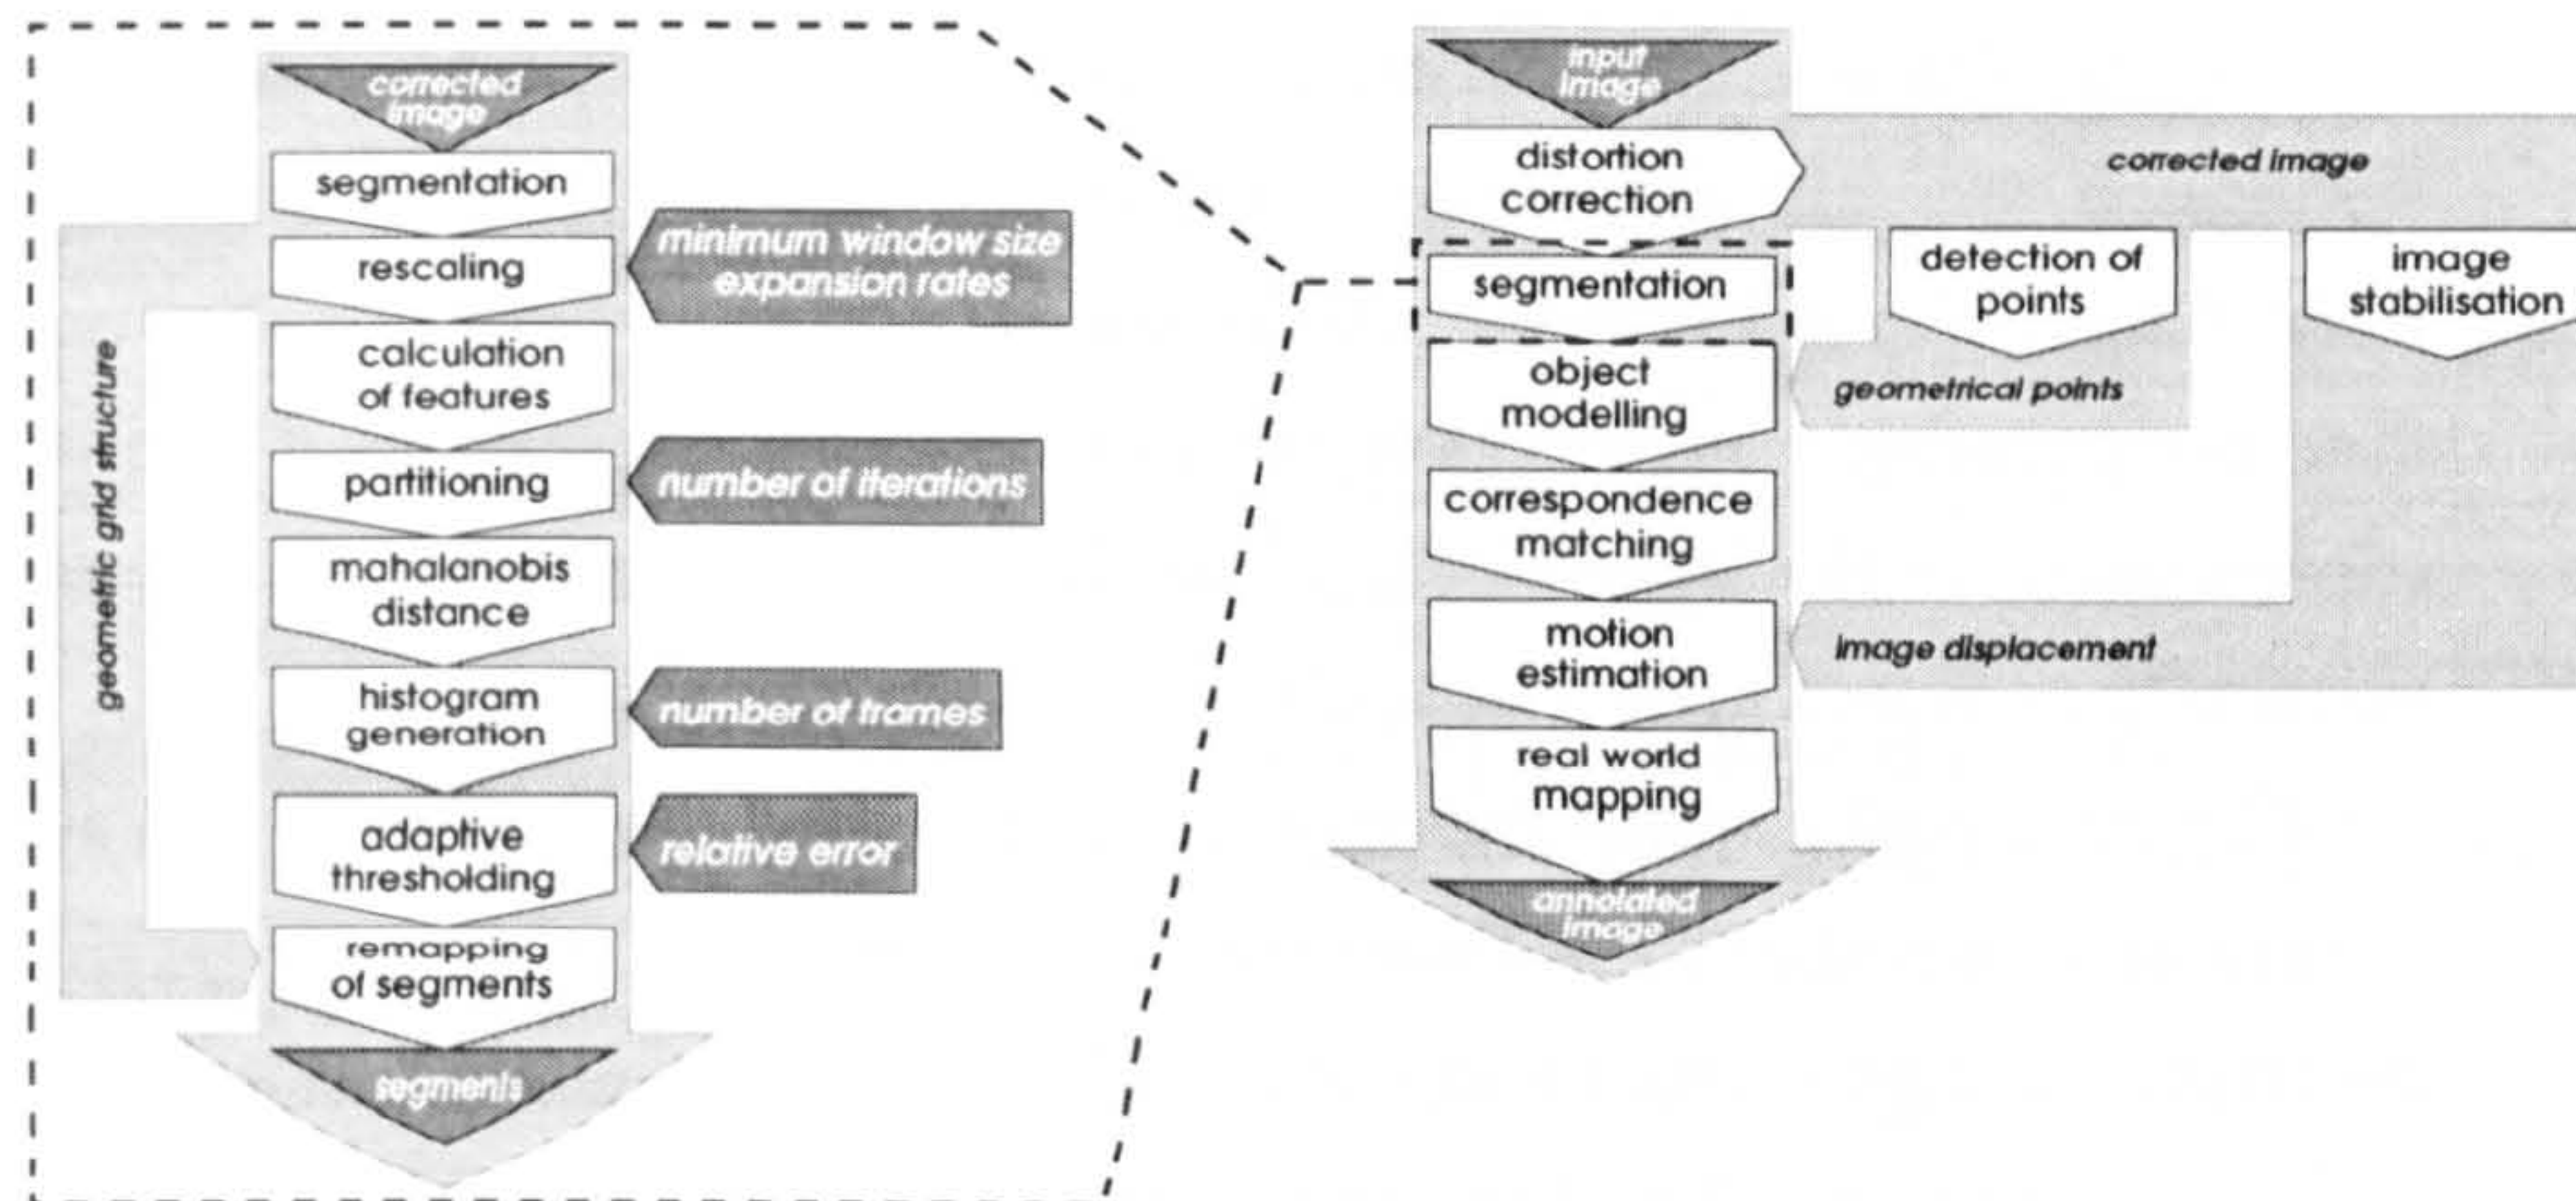 corrected
image
segmentation
rescaling
minimum window size
expansion rates
calculation
of features
partitioning
number of iterations
mahalanobis
distance
histogram
generation
number of frames
adaptive
thresholding
relative error
remapping
of segments
segments
geometric grid structure
input
image
distortion
correction
corrected image
segmentation
detection of
points
image
stabilisation
object
modelling
geometrical points
correspondence
matching
motion
estimation
image displacement
real world
mapping
annotated
image